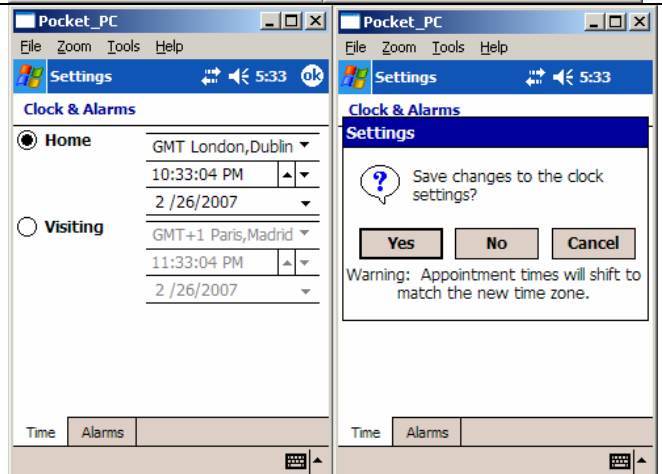 Pocket_PC
File Zoom Tools Help
Settings 5:33 ok
Clock & Alarms
Home
GMT London,Dublin
10:33:04 PM
2 /26/2007
Visiting
GMT+1 Paris,Madrid
11:33:04 PM
2 /26/2007
Time Alarms
Pocket_PC
File Zoom Tools Help
Settings 5:33
Clock & Alarms
Settings
Save changes to the clock
settings?
Yes No Cancel
Warning: Appointment times will shift to
match the new time zone.
Time Alarms